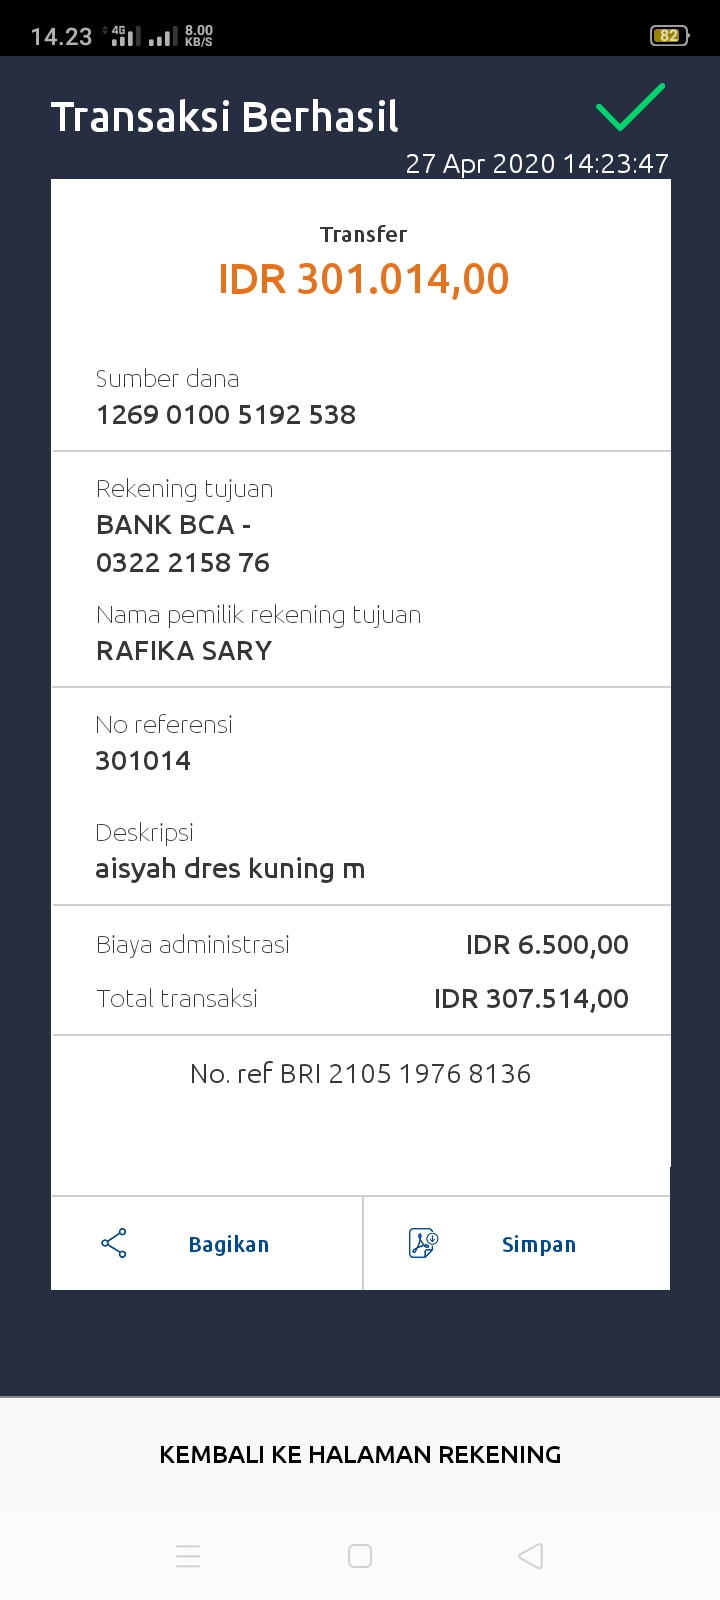 14.23 4G 8.00 KB/S 82
Transaksi Berhasil
27 Apr 2020 14:23:47
Transfer
IDR 301.014,00
Sumber dana
1269 0100 5192 538
Rekening tujuan
BANK BCA -
0322 2158 76
Nama pemilik rekening tujuan
RAFIKA SARY
No referensi
301014
Deskripsi
aisyah dres kuning m
Biaya administrasi IDR 6.500,00
Total transaksi IDR 307.514,00
No. ref BRI 2105 1976 8136
Bagikan Simpan
KEMBALI KE HALAMAN REKENING